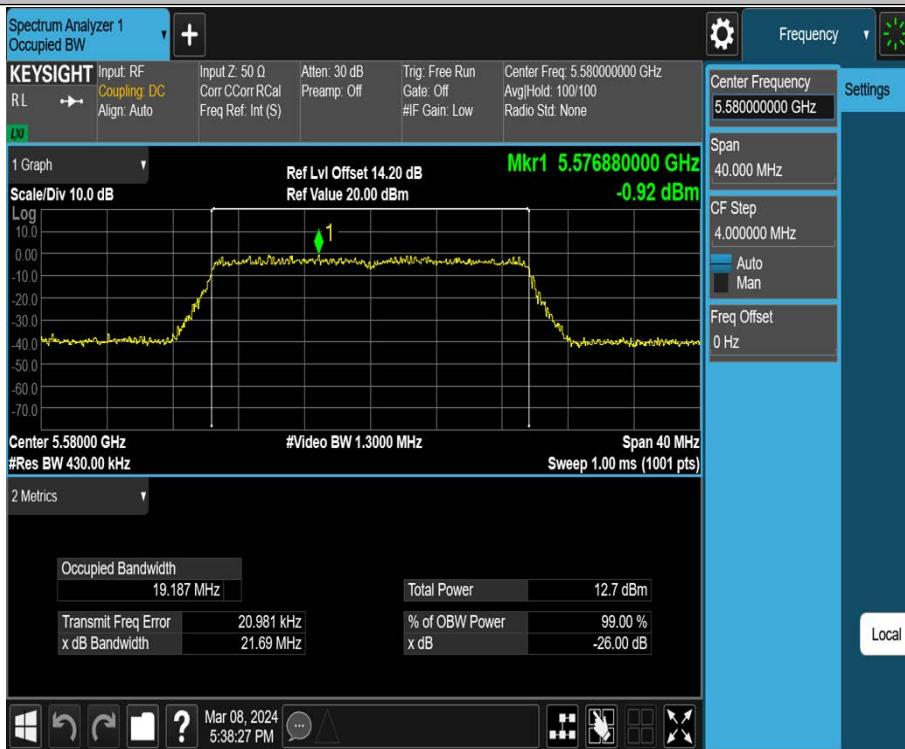 Spectrum Analyzer 1
Occupied BW
+
Frequency
KEYSIGHT
R L
LXI
Input: RF
Coupling: DC
Align: Auto
Input Z: 50 Ω
Corr CCorr RCal
Freq Ref: Int (S)
Atten: 30 dB
Preamp: Off
Trig: Free Run
Gate: Off
#IF Gain: Low
Center Freq: 5.580000000 GHz
Avg|Hold: 100/100
Radio Std: None
Center Frequency
5.580000000 GHz
Settings
Span
40.000 MHz
CF Step
4.000000 MHz
Auto
Man
Freq Offset
0 Hz
1 Graph
Scale/Div 10.0 dB
Ref Lvl Offset 14.20 dB
Ref Value 20.00 dBm
Mkr1 5.576880000 GHz
-0.92 dBm
Log
10.0
0.00
-10.0
-20.0
-30.0
-40.0
-50.0
-60.0
-70.0
1
Center 5.58000 GHz
#Res BW 430.00 kHz
#Video BW 1.3000 MHz
Span 40 MHz
Sweep 1.00 ms (1001 pts)
2 Metrics
Occupied Bandwidth
19.187 MHz
Total Power 12.7 dBm
Transmit Freq Error 20.981 kHz
% of OBW Power 99.00 %
x dB Bandwidth 21.69 MHz
x dB -26.00 dB
Local
?
Mar 08, 2024
5:38:27 PM